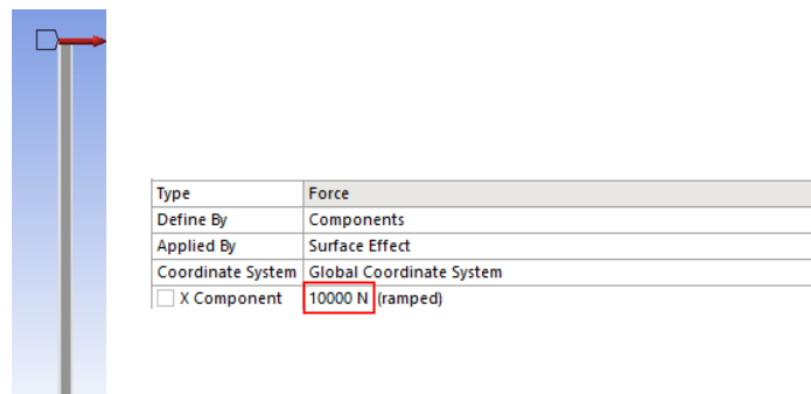 Type Force
Define By Components
Applied By Surface Effect
Coordinate System Global Coordinate System
X Component 10000 N (ramped)